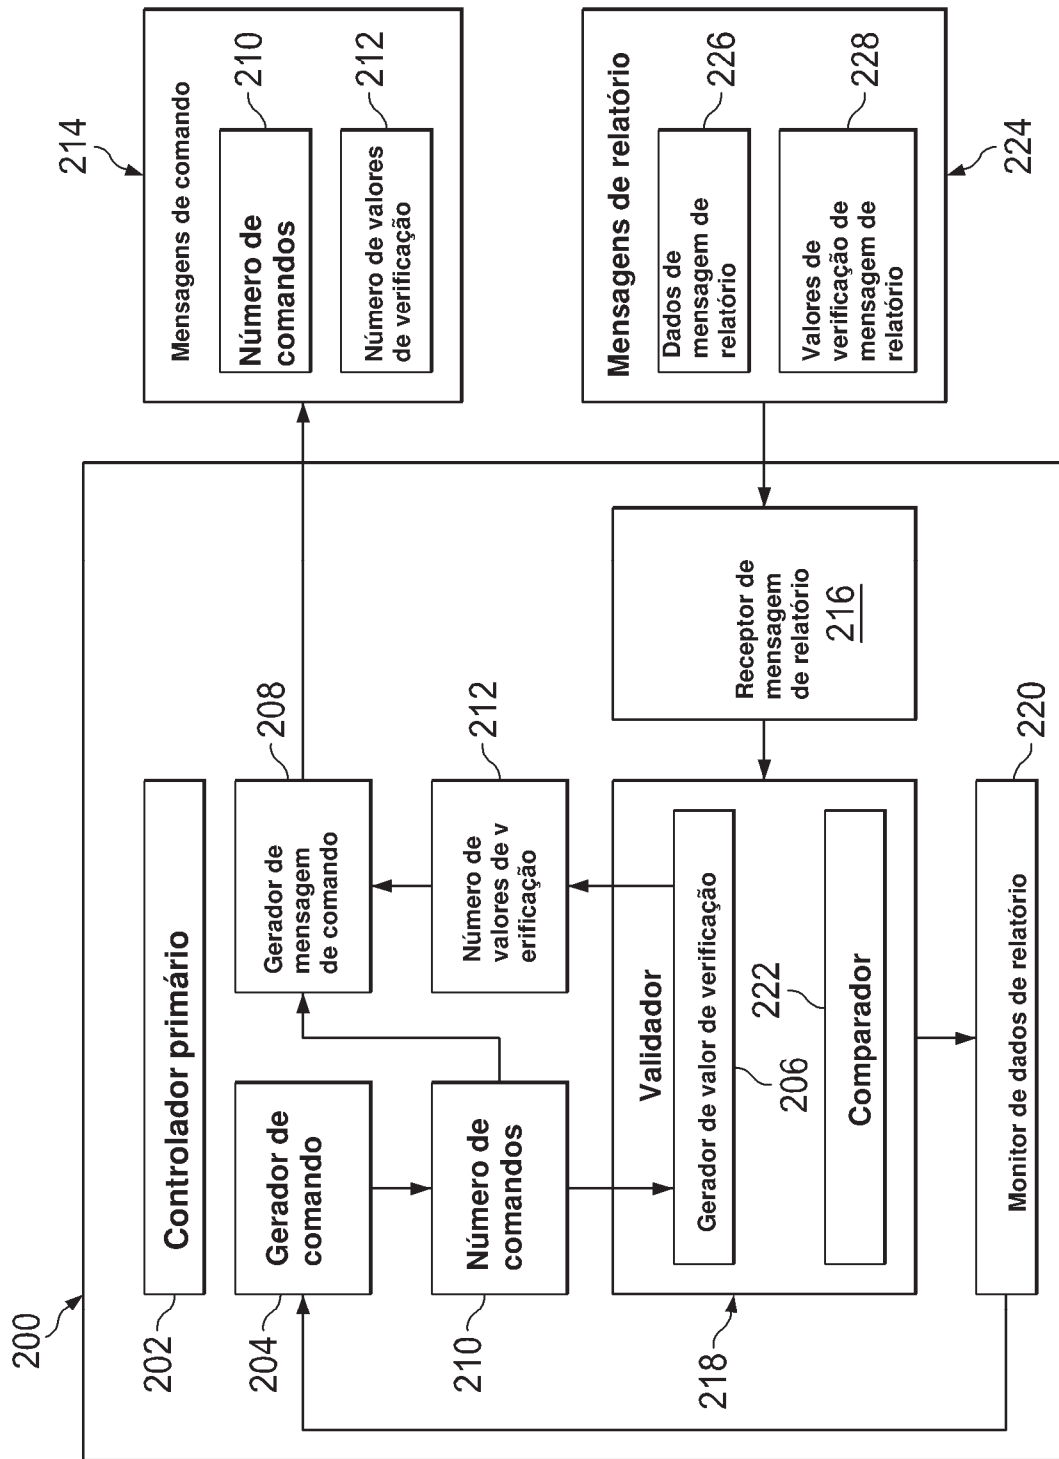 200
202
Controlador primário
204
Gerador de
comando
208
Gerador de
mensagem
de comando
210
Número de
comandos
212
Número de
valores de v
erificação
218
Validador
Gerador de valor de verificação
206
222
Comparador
Receptor de
mensagem
de relatório
216
220
Monitor de dados de relatório
214
Mensagens de comando
Número de
comandos
210
Número de valores
de verificação
212
Mensagens de relatório
Dados de
mensagem de
relatório
226
Valores de
verificação de
mensagem de
relatório
228
224